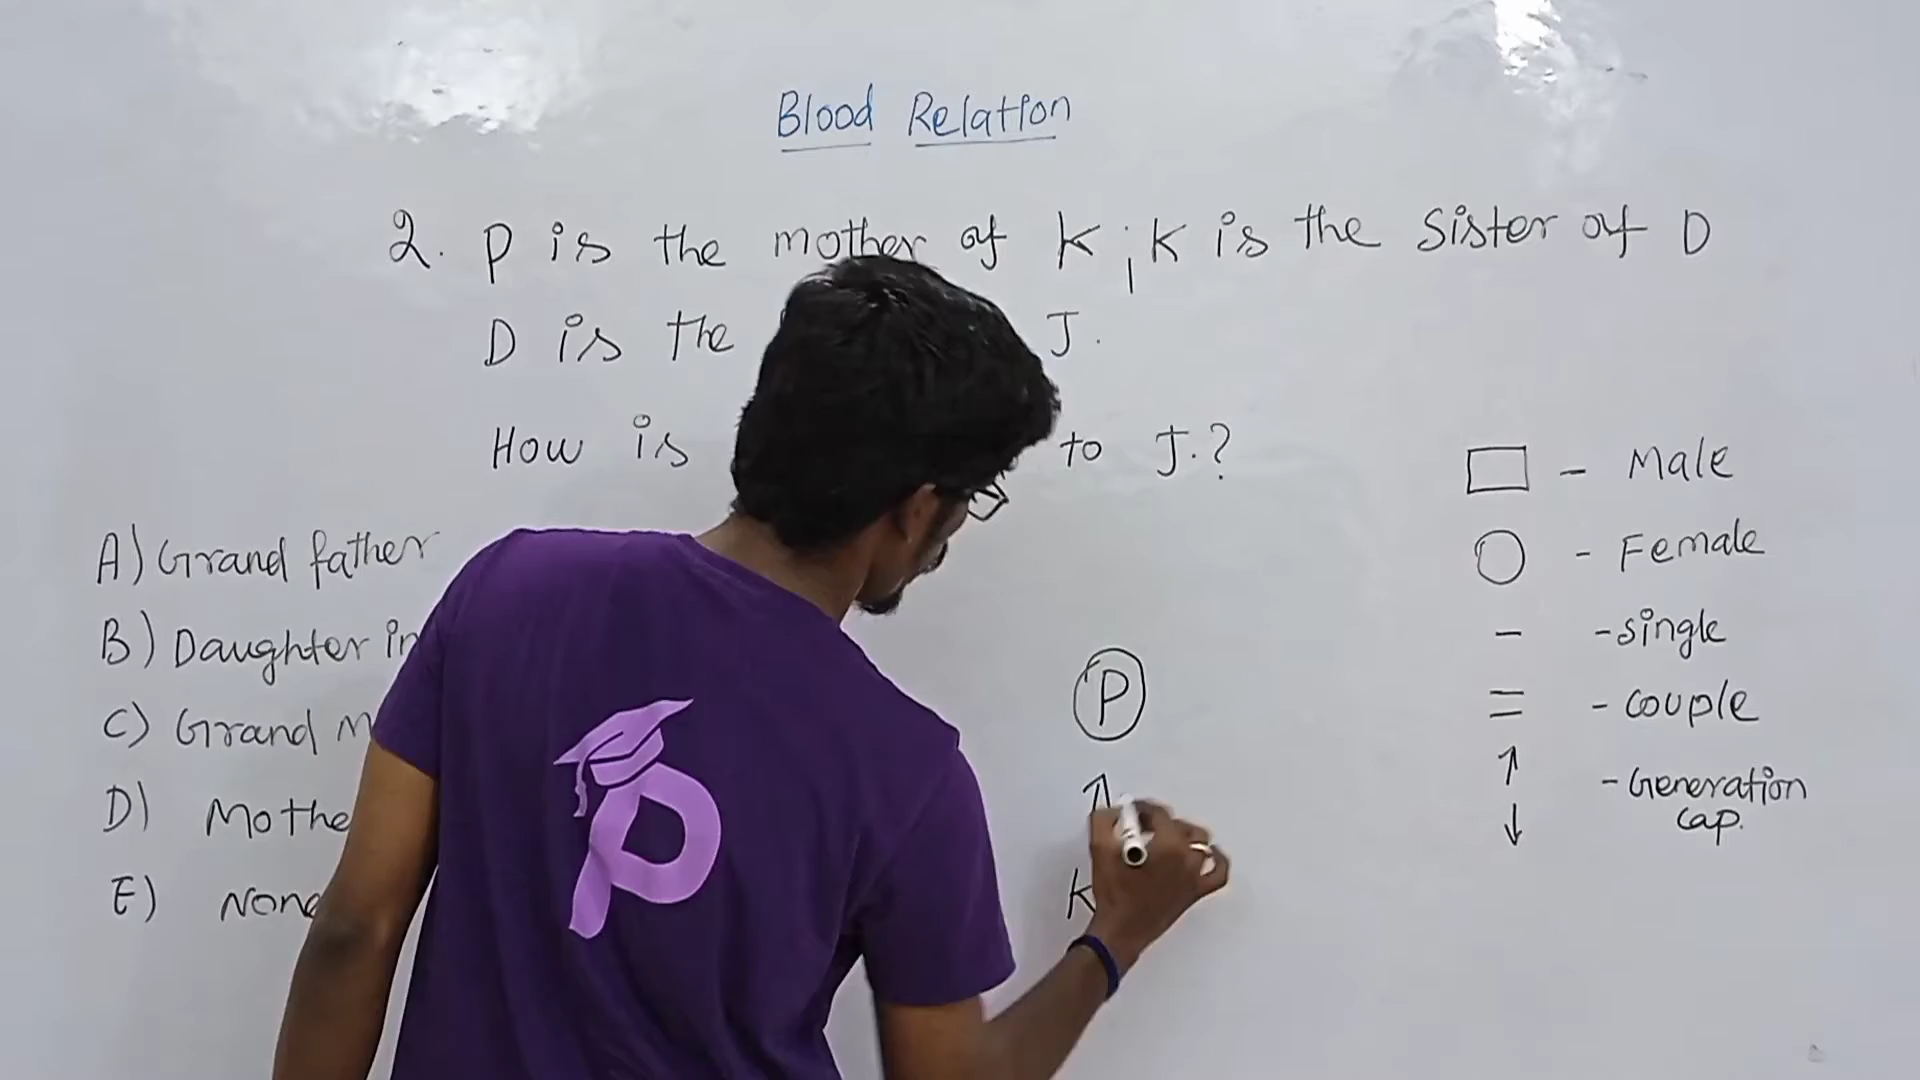 Blood Relation
2. P is the mother of K ; K is the Sister of D
D is the J.
How is to J.?
A) Grand father
B) Daughter in
C) Grand M
D) Mothe
E) None
P
K
- Male
- Female
- single
= - couple
↑ ↓ - Generation
Cap.